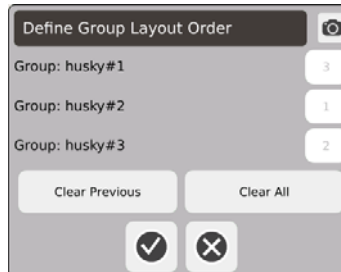 Define Group Layout Order
Group: husky#1 3
Group: husky#2 1
Group: husky#3 2
Clear Previous Clear All